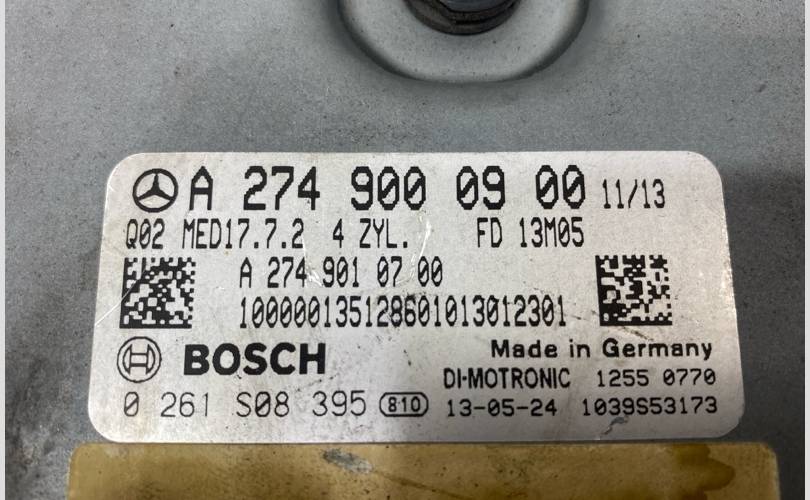 A 274 900 09 00 11/13
Q02 MED17.7.2 4 ZYL. FD 13M05
A 274 901 07 00
100000135128601013012301
BOSCH Made in Germany
DI-MOTRONIC 1255 0770
0 261 S08 395 810 13-05-24 1039S53173